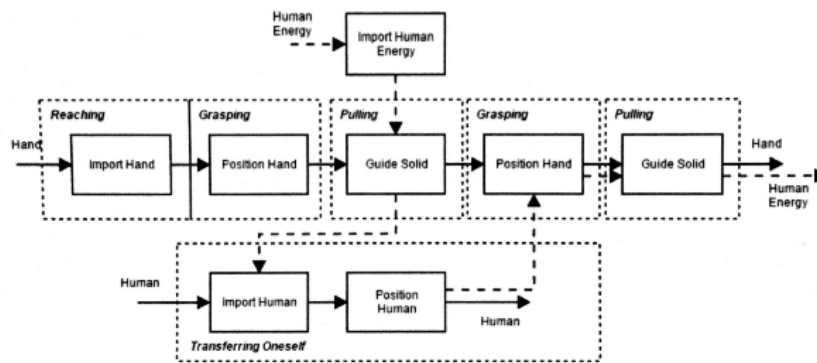 Human
Energy
Import Human
Energy
Reaching
Grasping
Pulling
Grasping
Pulling
Hand
Import Hand
Position Hand
Guide Solid
Position Hand
Guide Solid
Hand
Human
Energy
Human
Import Human
Position
Human
Human
Transferring Oneself